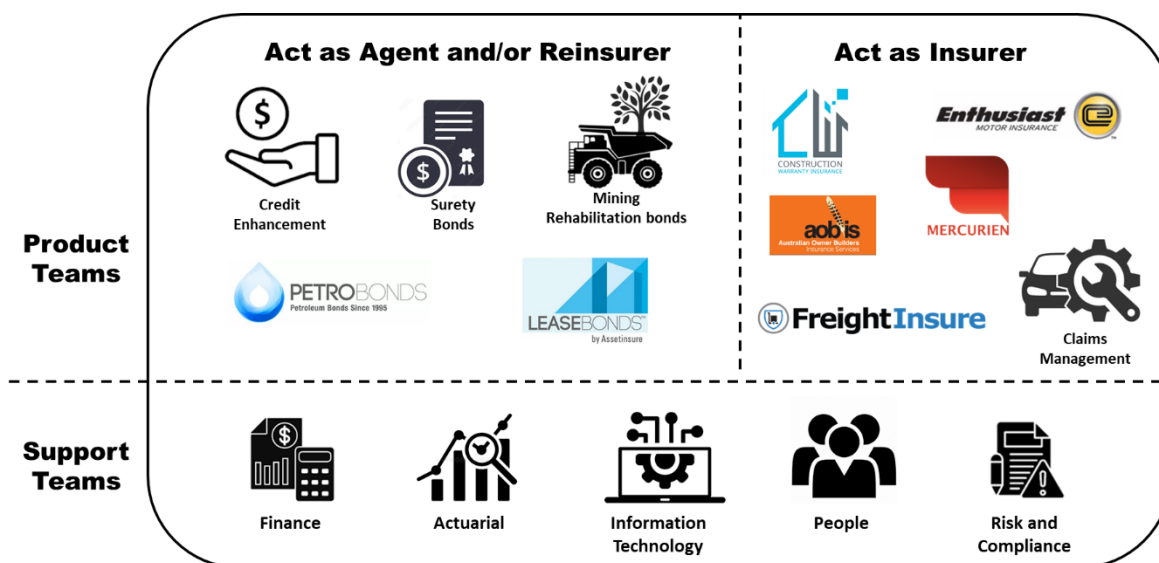 Act as Agent and/or Reinsurer
Act as Insurer
Product
Teams
$
Credit
Enhancement
$
Surety
Bonds
Mining
Rehabilitation bonds
PETROBONDS
Petroleum Bonds Since 1995
LEASEBONDS™
by Assetinsure
CONSTRUCTION
WARRANTY INSURANCE
Enthusiast
MOTOR INSURANCE
e
™
aobis
Australian Owner Builders
Insurance Services
MERCURIEN
FreightInsure
Claims
Management
Support
Teams
$
Finance
Actuarial
Information
Technology
People
Risk and
Compliance